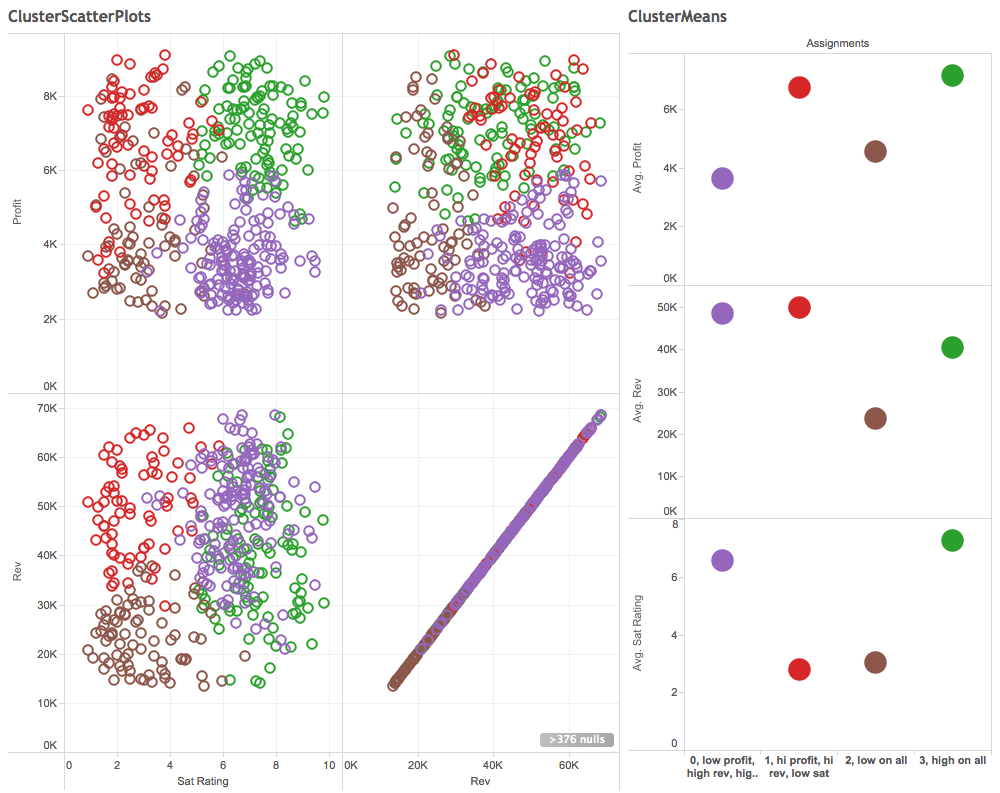 ClusterScatterPlots
ClusterMeans
Assignments
Profit
8K
6K
4K
2K
0K
Rev
70K
60K
50K
40K
30K
20K
10K
0K
0
2
4
6
8
10
Sat Rating
0K
20K
40K
60K
Rev
>376 nulls
Avg. Profit
6K
4K
2K
0K
Avg. Rev
50K
40K
30K
20K
10K
0K
Avg. Sat Rating
8
6
4
2
0
0, low profit,
high rev, hig..
1, hi profit, hi
rev, low sat
2, low on all
3, high on all